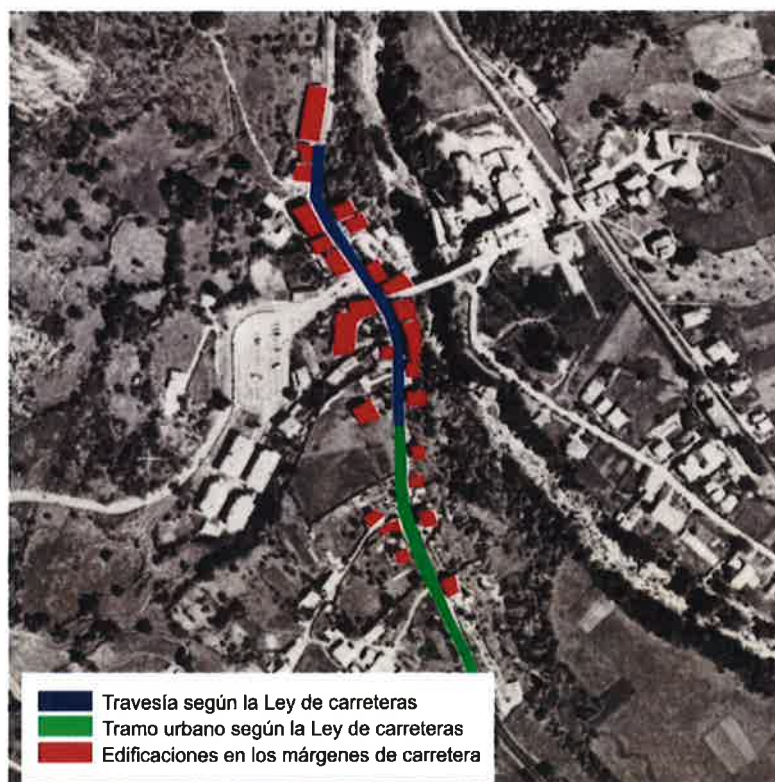 Travesía según la Ley de carreteras
Tramo urbano según la Ley de carreteras
Edificaciones en los márgenes de carretera